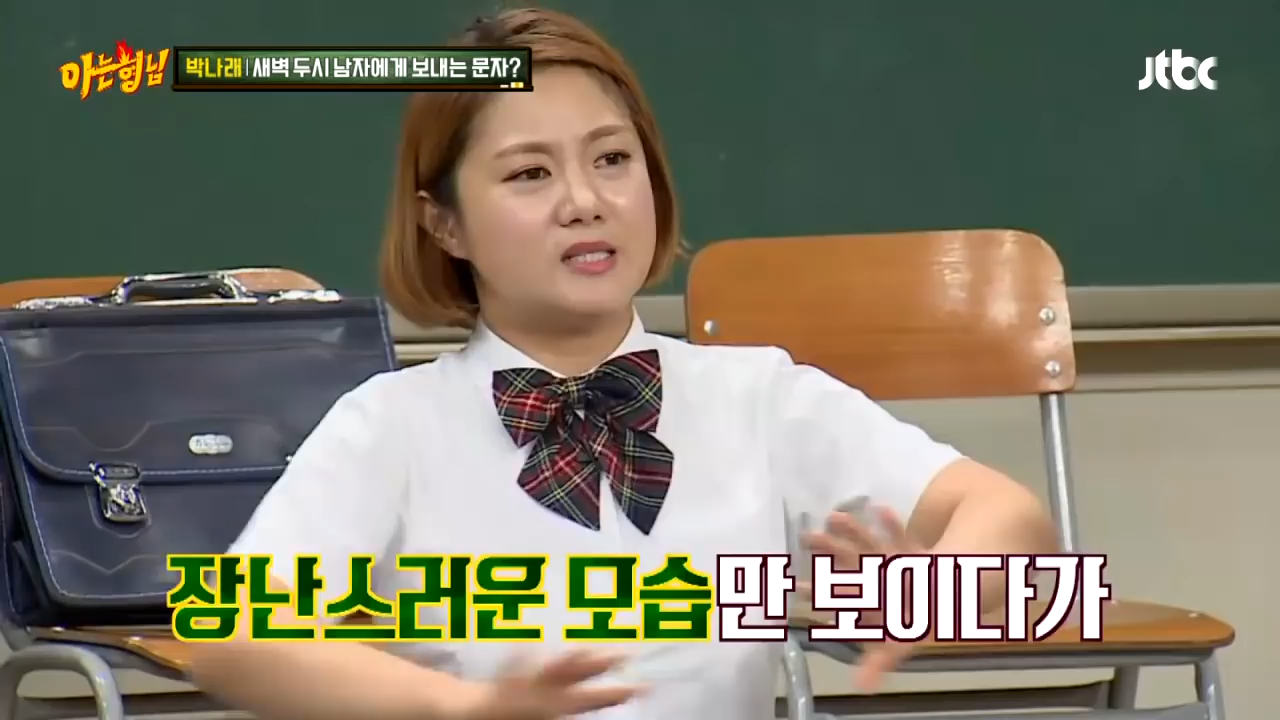 아는형님
박나래 | 새벽 두시 남자에게 보내는 문자?
jtbc
장난스러운 모습만 보이다가